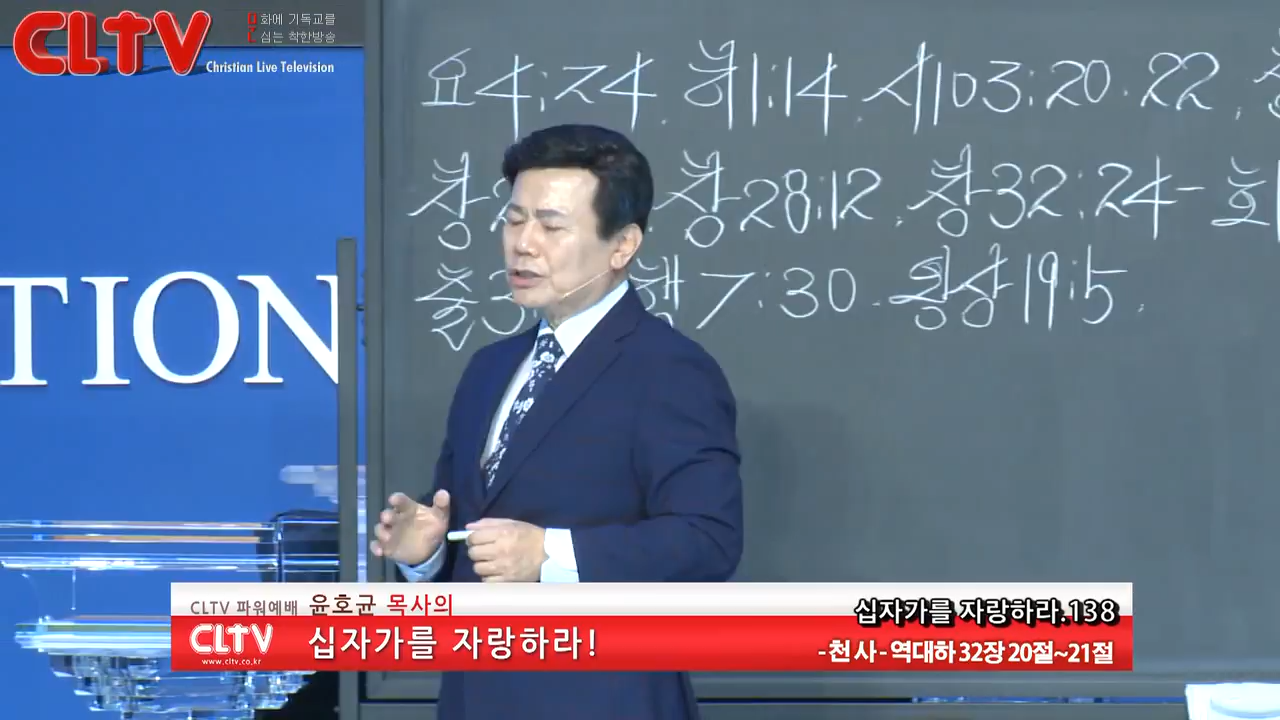 CLTV
문화에 기독교를
심는 착한방송
Christian Live Television
요4:24. 히1:14. 시103:20.22.
창28:12. 창32:24- 호
행7:30. 왕상19:5.
TION
CLTV 파워예배 윤호균 목사의
십자가를 자랑하라.138
CLTV
www.cltv.co.kr
십자가를 자랑하라!
-천사- 역대하 32장 20절~21절